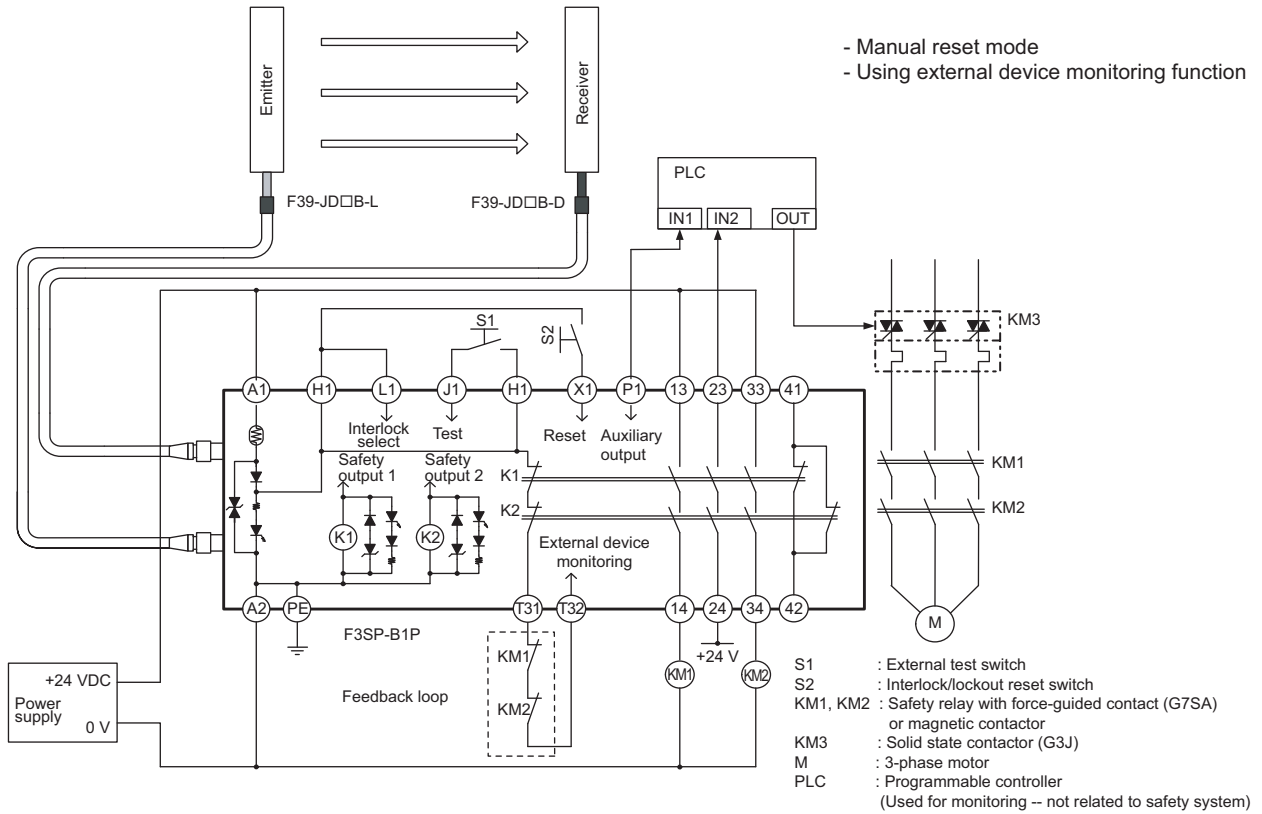 - Manual reset mode
- Using external device monitoring function
Emitter
Receiver
F39-JD□B-L
F39-JD□B-D
PLC
IN1 IN2 OUT
KM3
S1
S2
A1 H1 L1 J1 H1 X1 P1 13 23 33 41
Interlock
select
Test
Reset
Auxiliary
output
Safety
output 1
Safety
output 2
K1
K2
KM1
KM2
K1
K2
External device
monitoring
M
A2 PE T31 T32 14 24 34 42
F3SP-B1P
+24 V
KM1
KM2
Feedback loop
KM1
KM2
+24 VDC
Power
supply
0 V
S1 : External test switch
S2 : Interlock/lockout reset switch
KM1, KM2 : Safety relay with force-guided contact (G7SA)
or magnetic contactor
KM3 : Solid state contactor (G3J)
M : 3-phase motor
PLC : Programmable controller
(Used for monitoring -- not related to safety system)